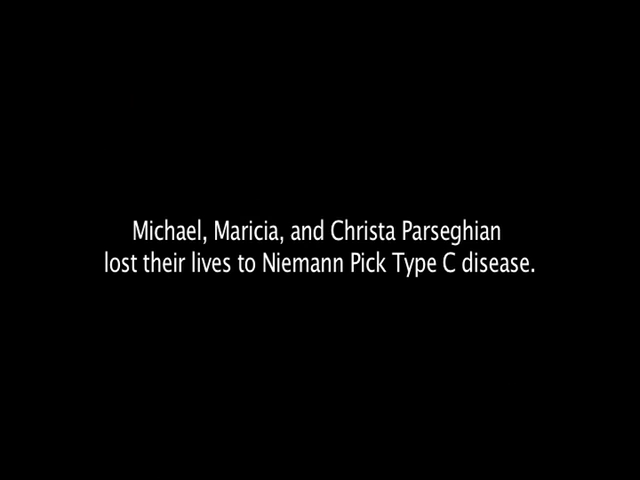 Michael, Maricia, and Christa Parseghian
lost their lives to Niemann Pick Type C disease.